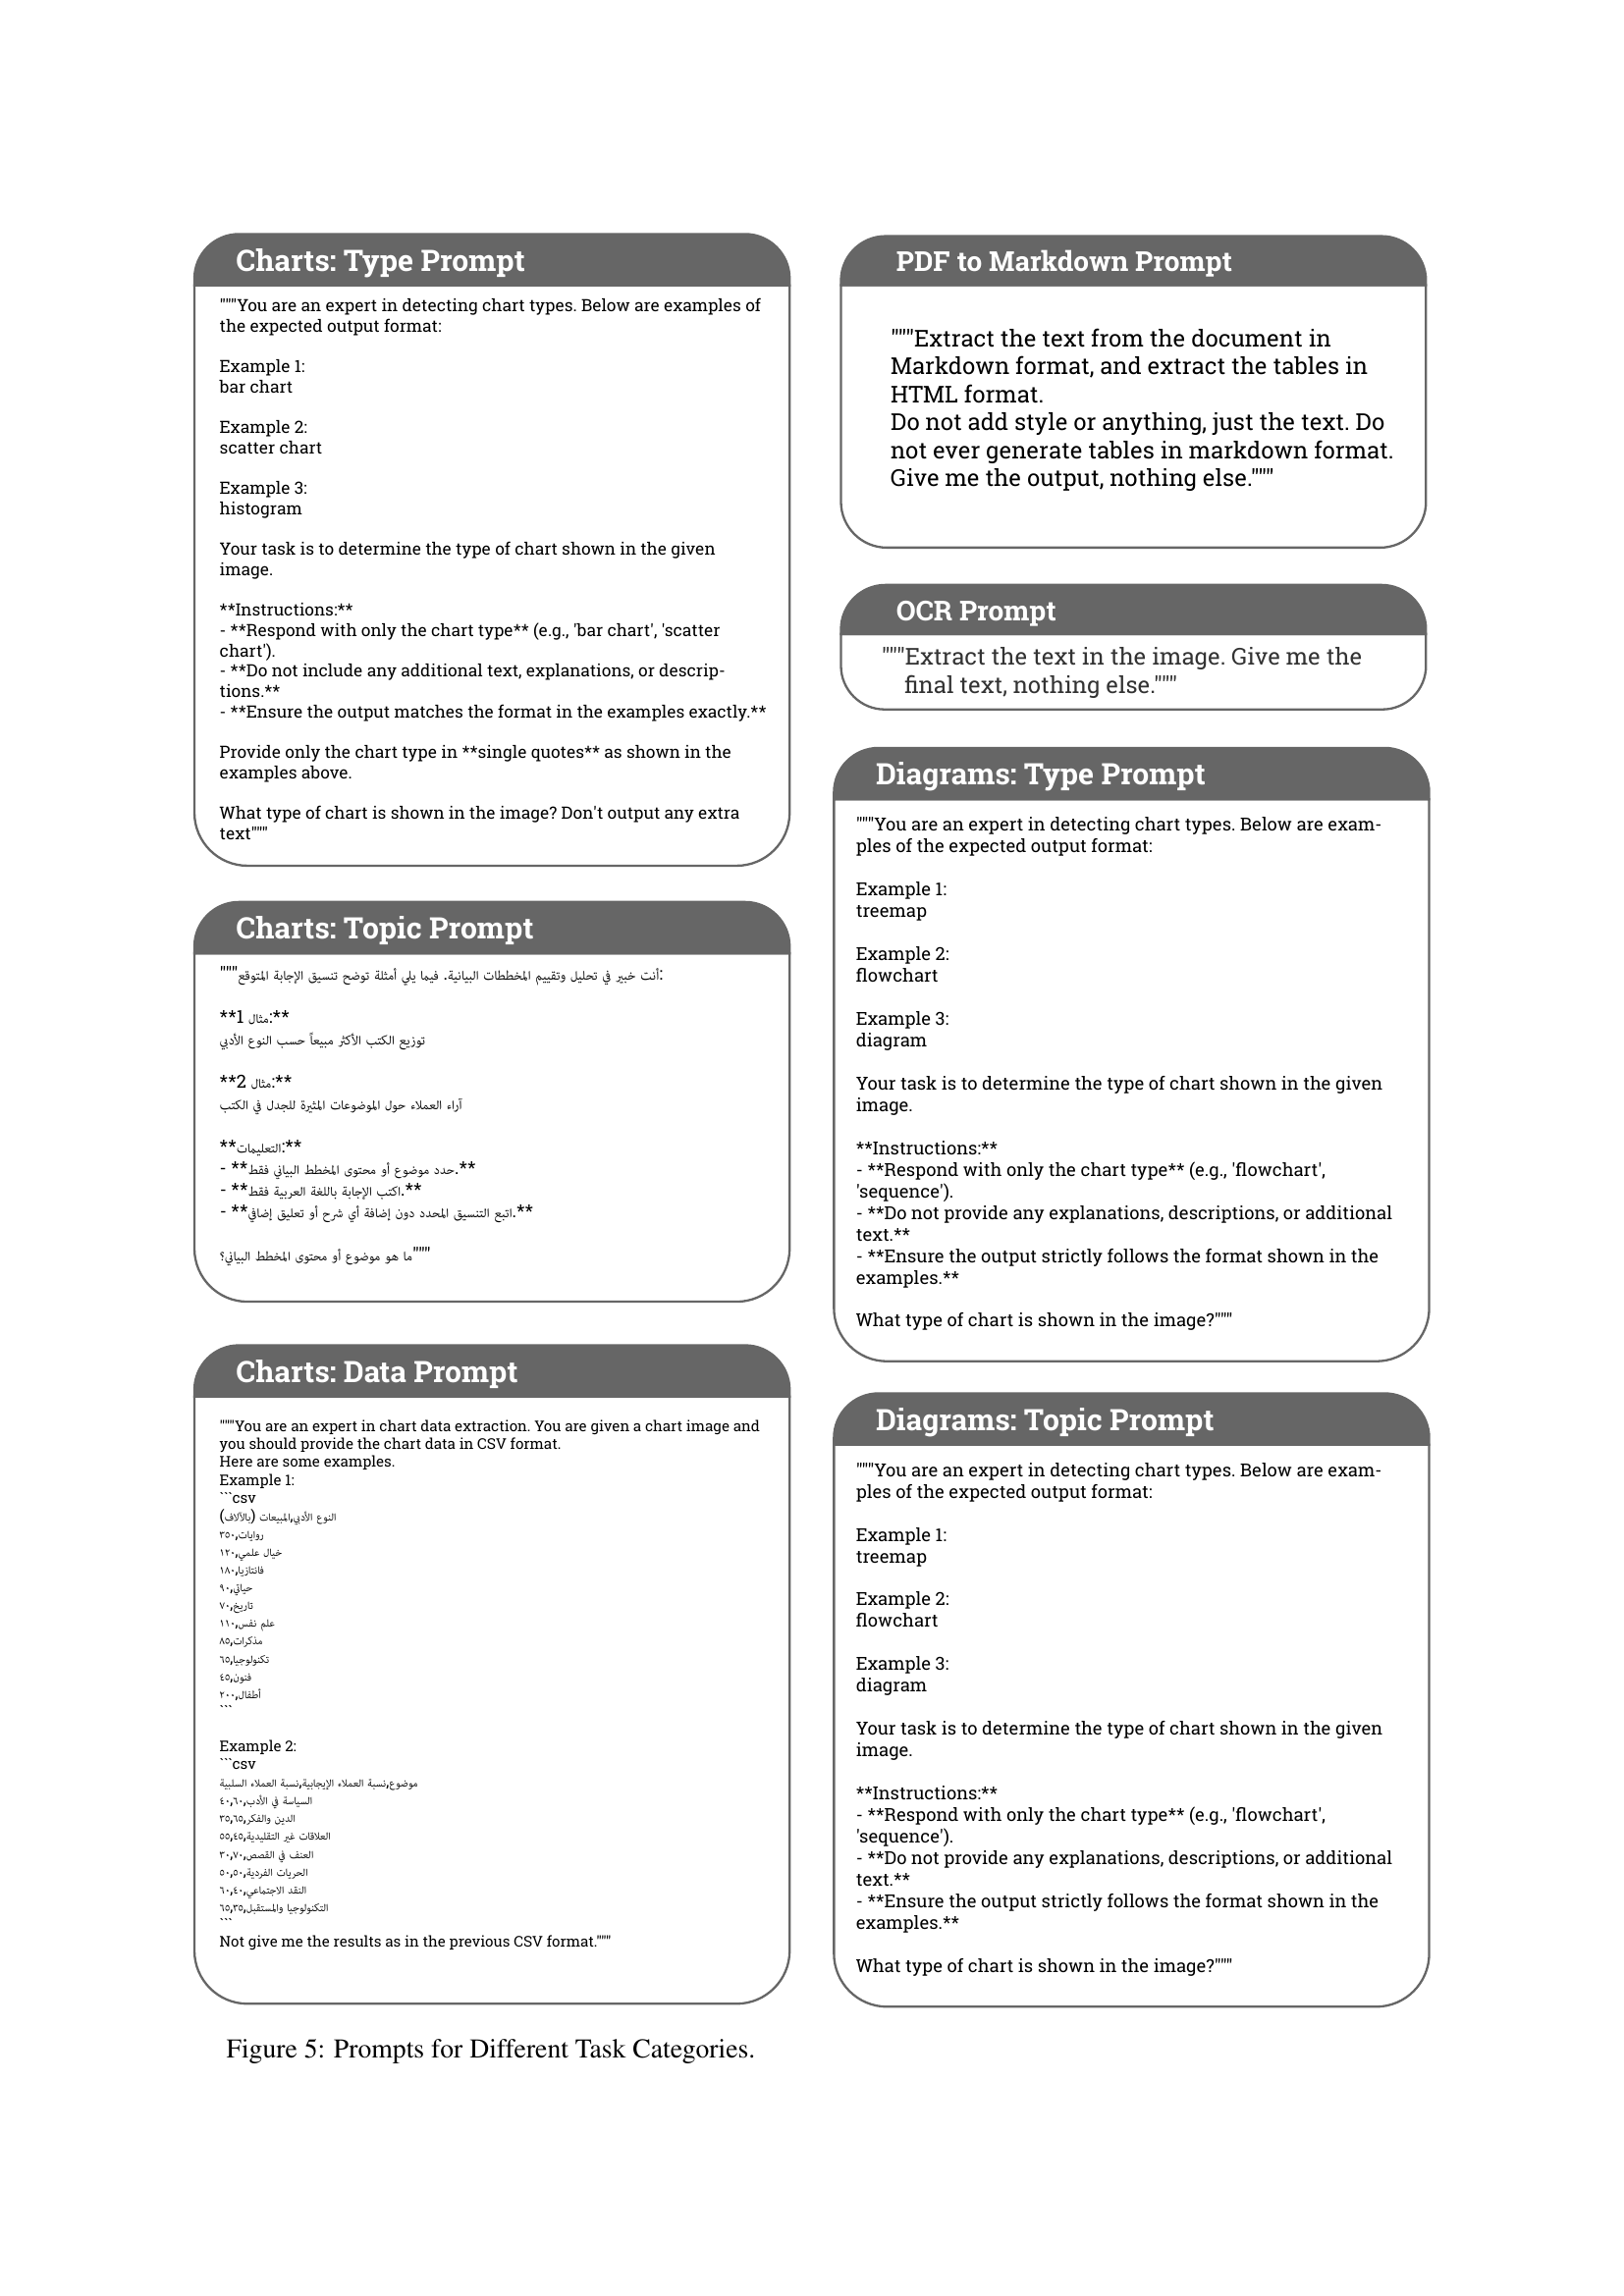 Charts: Type Prompt
"""You are an expert in detecting chart types. Below are examples of
the expected output format:
Example 1:
bar chart
Example 2:
scatter chart
Example 3:
histogram
Your task is to determine the type of chart shown in the given
image.
**Instructions:**
- **Respond with only the chart type** (e.g., 'bar chart', 'scatter
chart').
- **Do not include any additional text, explanations, or descrip-
tions.**
- **Ensure the output matches the format in the examples exactly.**
Provide only the chart type in **single quotes** as shown in the
examples above.
What type of chart is shown in the image? Don't output any extra
text"""
Charts: Topic Prompt
"""أنت خبير في تحليل وتقييم المخططات البيانية. فيما يلي أمثلة توضح تنسيق الإجابة المتوقع:
**مثال 1:**
توزيع الكتب الأكثر مبيعاً حسب النوع الأدبي
**مثال 2:**
آراء العملاء حول الموضوعات المثيرة للجدل في الكتب
**التعليمات:**
- **حدد موضوع أو محتوى المخطط البياني فقط.**
- **اكتب الإجابة باللغة العربية فقط.**
- **اتبع التنسيق المحدد دون إضافة أي شرح أو تعليق إضافي.**
ما هو موضوع أو محتوى المخطط البياني؟"""
Charts: Data Prompt
"""You are an expert in chart data extraction. You are given a chart image and
you should provide the chart data in CSV format.
Here are some examples.
Example 1:
```csv
النوع الأدبي,المبيعات (بالآلاف)
روايات,٣٥٠
خيال علمي,١٢٠
فانتازيا,١٨٠
حياتي,٩٠
تاريخ,٧٠
علم نفس,١١٠
مذكرات,٨٥
تكنولوجيا,٦٥
فنون,٤٥
أطفال,٢٠٠
```
Example 2:
```csv
موضوع,نسبة العملاء الإيجابية,نسبة العملاء السلبية
السياسة في الأدب,٦٠,٤٠
الدين والفكر,٦٥,٣٥
العلاقات غير التقليدية,٤٥,٥٥
العنف في القصص,٧٠,٣٠
الحريات الفردية,٥٠,٥٠
النقد الاجتماعي,٤٠,٦٠
التكنولوجيا والمستقبل,٣٥,٦٥
```
Not give me the results as in the previous CSV format."""
PDF to Markdown Prompt
"""Extract the text from the document in
Markdown format, and extract the tables in
HTML format.
Do not add style or anything, just the text. Do
not ever generate tables in markdown format.
Give me the output, nothing else."""
OCR Prompt
"""Extract the text in the image. Give me the
final text, nothing else."""
Diagrams: Type Prompt
"""You are an expert in detecting chart types. Below are exam-
ples of the expected output format:
Example 1:
treemap
Example 2:
flowchart
Example 3:
diagram
Your task is to determine the type of chart shown in the given
image.
**Instructions:**
- **Respond with only the chart type** (e.g., 'flowchart',
'sequence').
- **Do not provide any explanations, descriptions, or additional
text.**
- **Ensure the output strictly follows the format shown in the
examples.**
What type of chart is shown in the image?"""
Diagrams: Topic Prompt
"""You are an expert in detecting chart types. Below are exam-
ples of the expected output format:
Example 1:
treemap
Example 2:
flowchart
Example 3:
diagram
Your task is to determine the type of chart shown in the given
image.
**Instructions:**
- **Respond with only the chart type** (e.g., 'flowchart',
'sequence').
- **Do not provide any explanations, descriptions, or additional
text.**
- **Ensure the output strictly follows the format shown in the
examples.**
What type of chart is shown in the image?"""
Figure 5: Prompts for Different Task Categories.